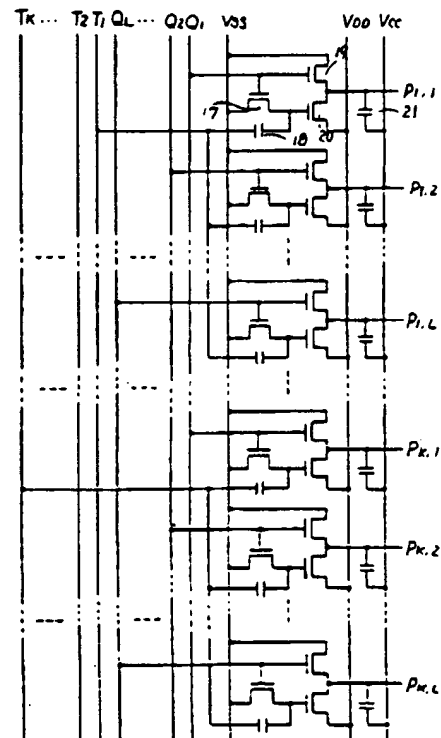 TK... T2 T1 QL... Q2 Q1 VSS VDD VCC
19
P1,1
17
21
20
18
P1,2
P1,L
PK,1
PK,2
PK,L